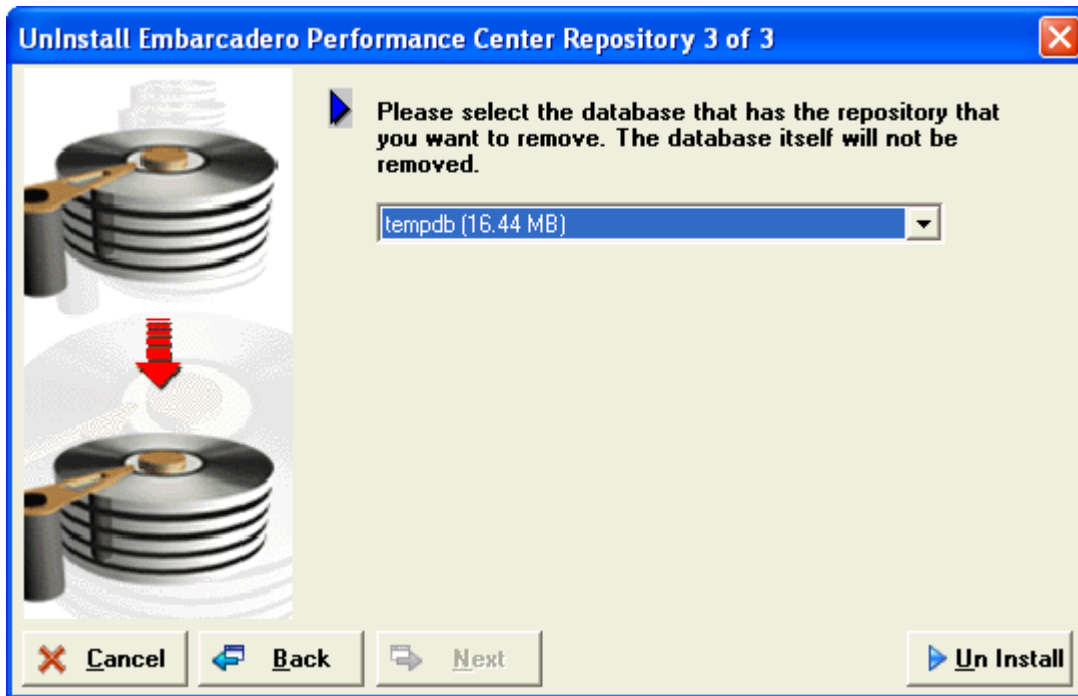 UnInstall Embarcadero Performance Center Repository 3 of 3
Please select the database that has the repository that
you want to remove. The database itself will not be
removed.
tempdb (16.44 MB)
Cancel
Back
Next
Un Install